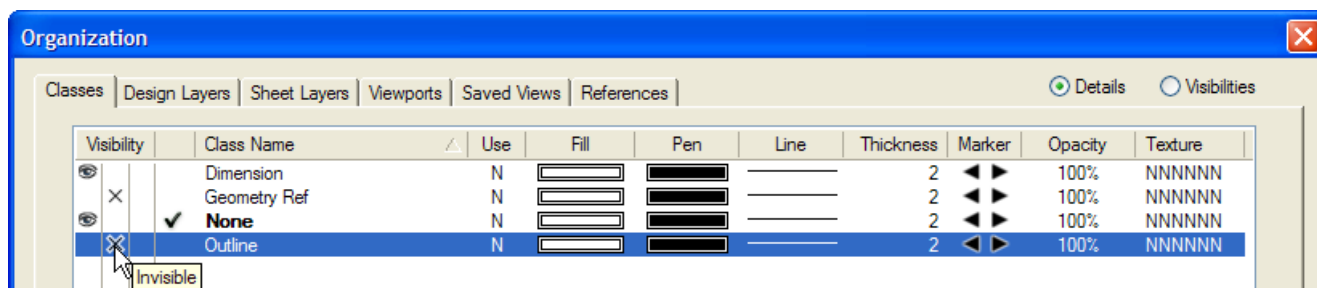 Organization
Classes Design Layers Sheet Layers Viewports Saved Views References Details Visibilities
Visibility Class Name Use Fill Pen Line Thickness Marker Opacity Texture
Dimension N 2 100% NNNNNN
Geometry Ref N 2 100% NNNNNN
None N 2 100% NNNNNN
Outline N 2 100% NNNNNN
Invisible